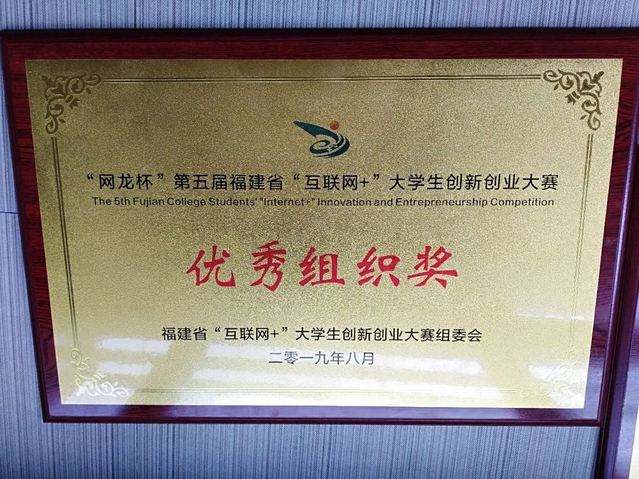 “网龙杯”第五届福建省“互联网+”大学生创新创业大赛
The 5th Fujian College Students' "Internet+" Innovation and Entrepreneurship Competition
优秀组织奖
福建省“互联网+”大学生创新创业大赛组委会
二零一九年八月